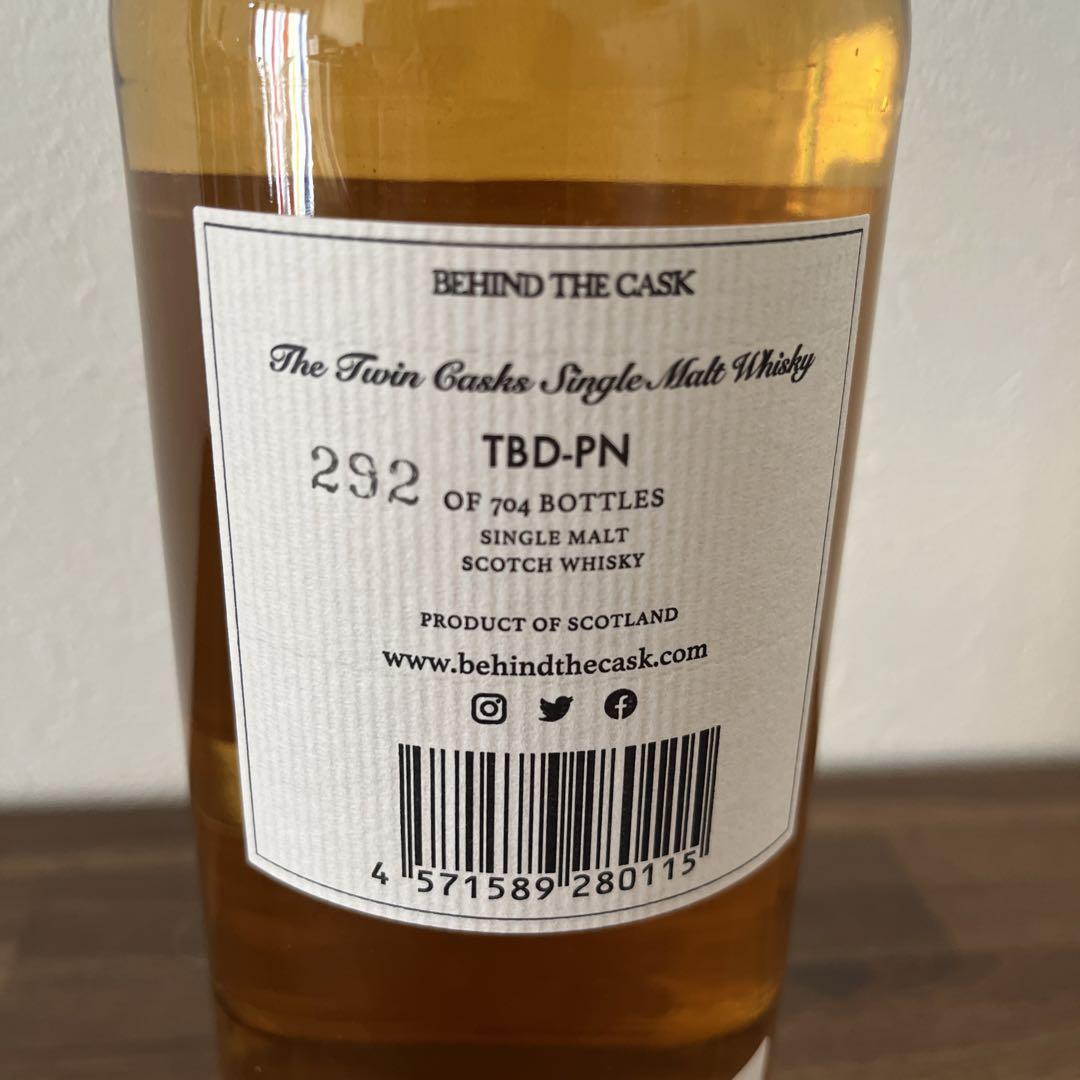 BEHIND THE CASK
The Twin Casks Single Malt Whisky
TBD-PN
292 OF 704 BOTTLES
SINGLE MALT
SCOTCH WHISKY
PRODUCT OF SCOTLAND
www.behindthecask.com
4 571589 280115